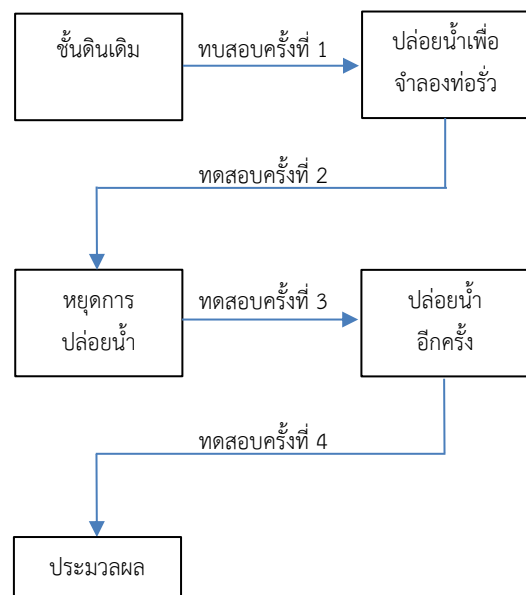 ชั้นดินเดิม
ทบสอบครั้งที่ 1
ปล่อยน้ำเพื่อ
จำลองท่อรั่ว
ทดสอบครั้งที่ 2
หยุดการ
ปล่อยน้ำ
ทดสอบครั้งที่ 3
ปล่อยน้ำ
อีกครั้ง
ทดสอบครั้งที่ 4
ประมวลผล